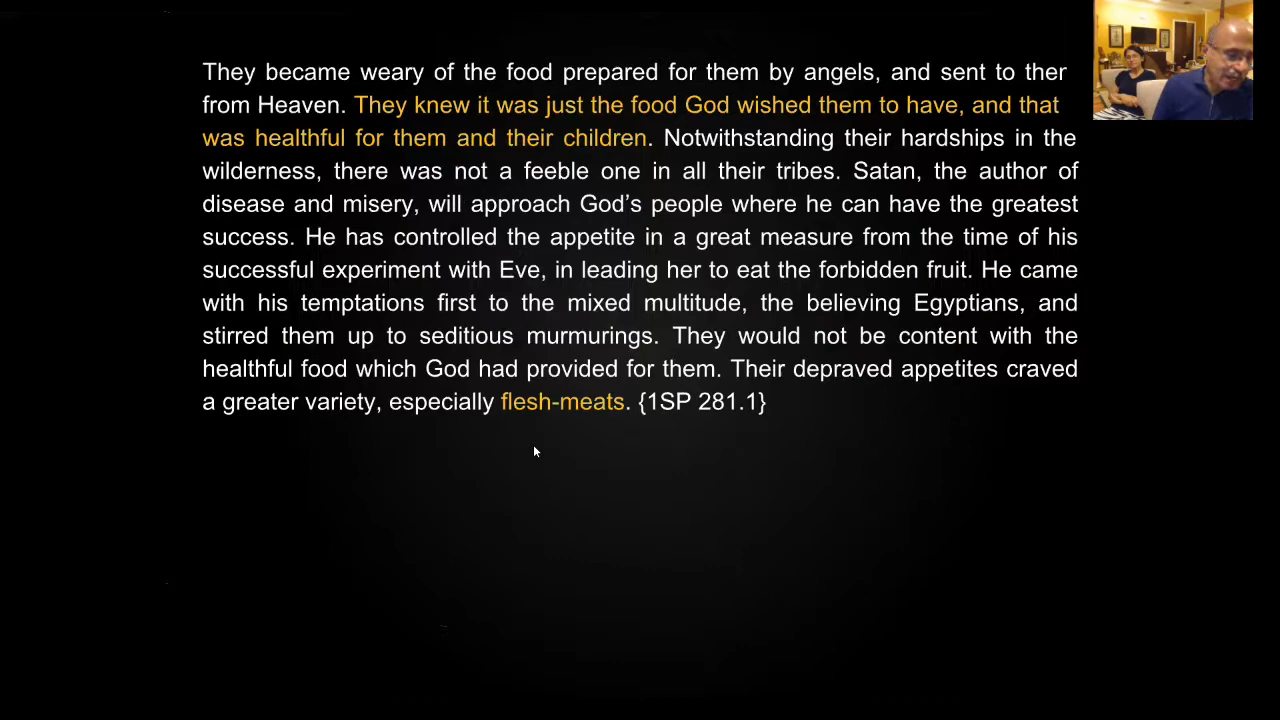 They became weary of the food prepared for them by angels, and sent to ther
from Heaven. They knew it was just the food God wished them to have, and that
was healthful for them and their children. Notwithstanding their hardships in the
wilderness, there was not a feeble one in all their tribes. Satan, the author of
disease and misery, will approach God’s people where he can have the greatest
success. He has controlled the appetite in a great measure from the time of his
successful experiment with Eve, in leading her to eat the forbidden fruit. He came
with his temptations first to the mixed multitude, the believing Egyptians, and
stirred them up to seditious murmurings. They would not be content with the
healthful food which God had provided for them. Their depraved appetites craved
a greater variety, especially flesh-meats. {1SP 281.1}